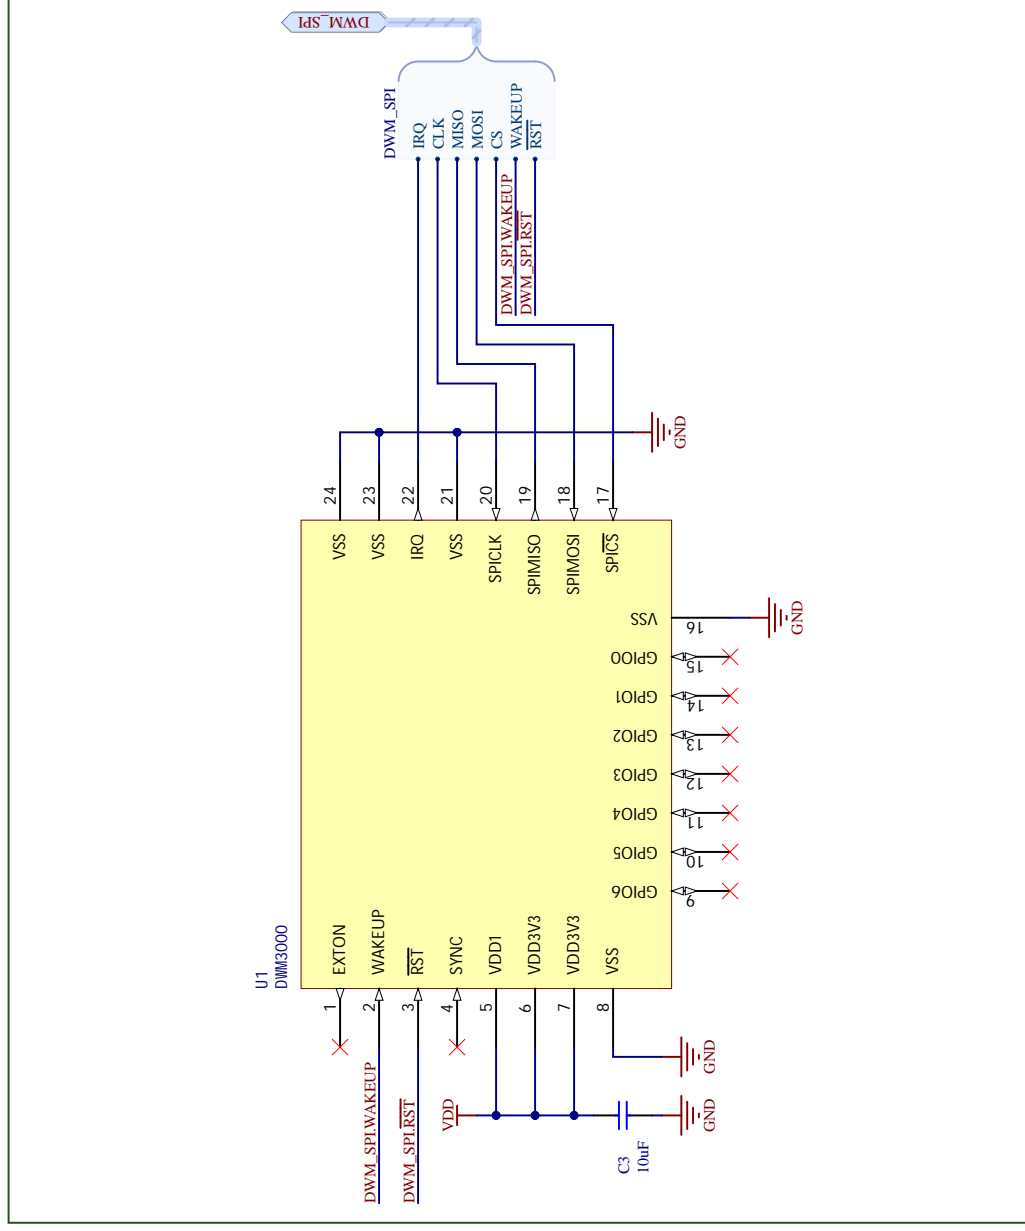 DWM_SPI
DWM_SPI
IRQ
CLK
MISO
MOSI
CS
WAKEUP
RST
DWM_SPI.WAKEUP
DWM_SPI.RST
GND
24
23
22
21
20
19
18
17
VSS
VSS
IRQ
VSS
SPICLK
SPIMISO
SPIMOSI
SPICS
VSS
16
GND
GPIO0
15
GPIO1
14
GPIO2
13
GPIO3
12
GPIO4
11
GPIO5
10
GPIO6
9
U1
DWM3000
EXTON
WAKEUP
RST
SYNC
VDD1
VDD3V3
VDD3V3
VSS
1
2
3
4
5
6
7
8
GND
DWM_SPI.WAKEUP
DWM_SPI.RST
VDD
GND
C3
10uF